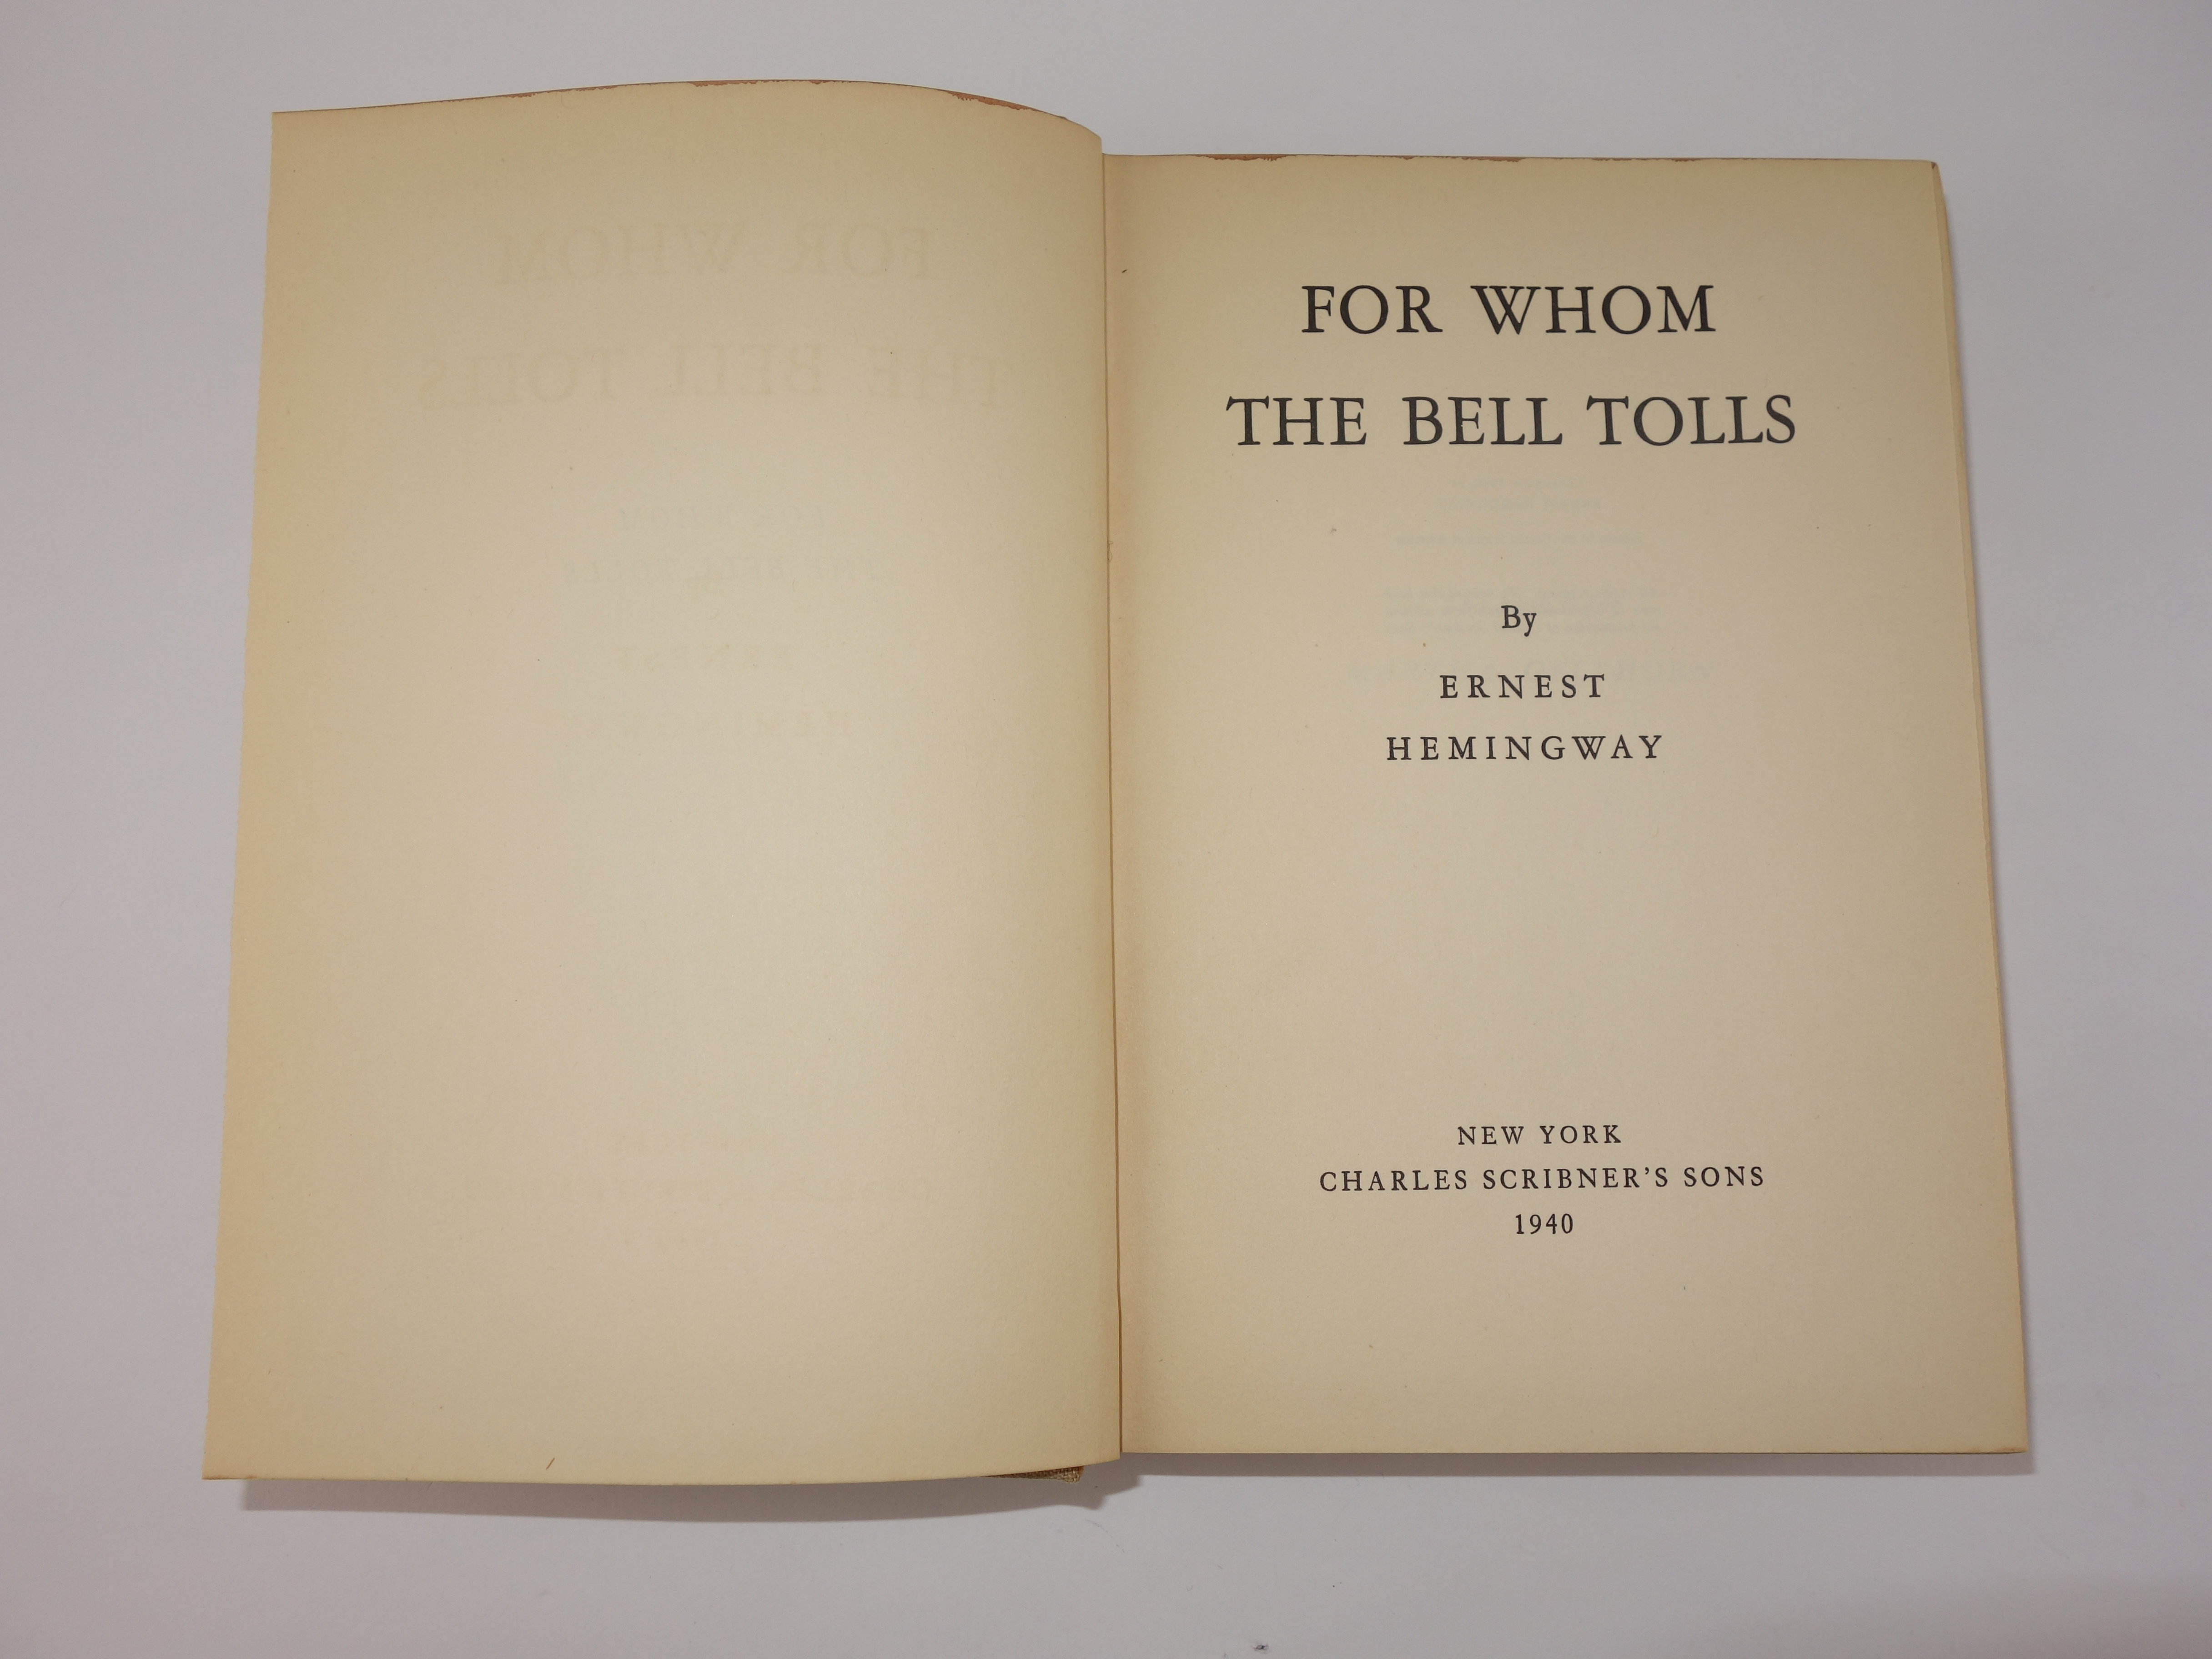 FOR WHOM
THE BELL TOLLS
By
ERNEST
HEMINGWAY
NEW YORK
CHARLES SCRIBNER'S SONS
1940